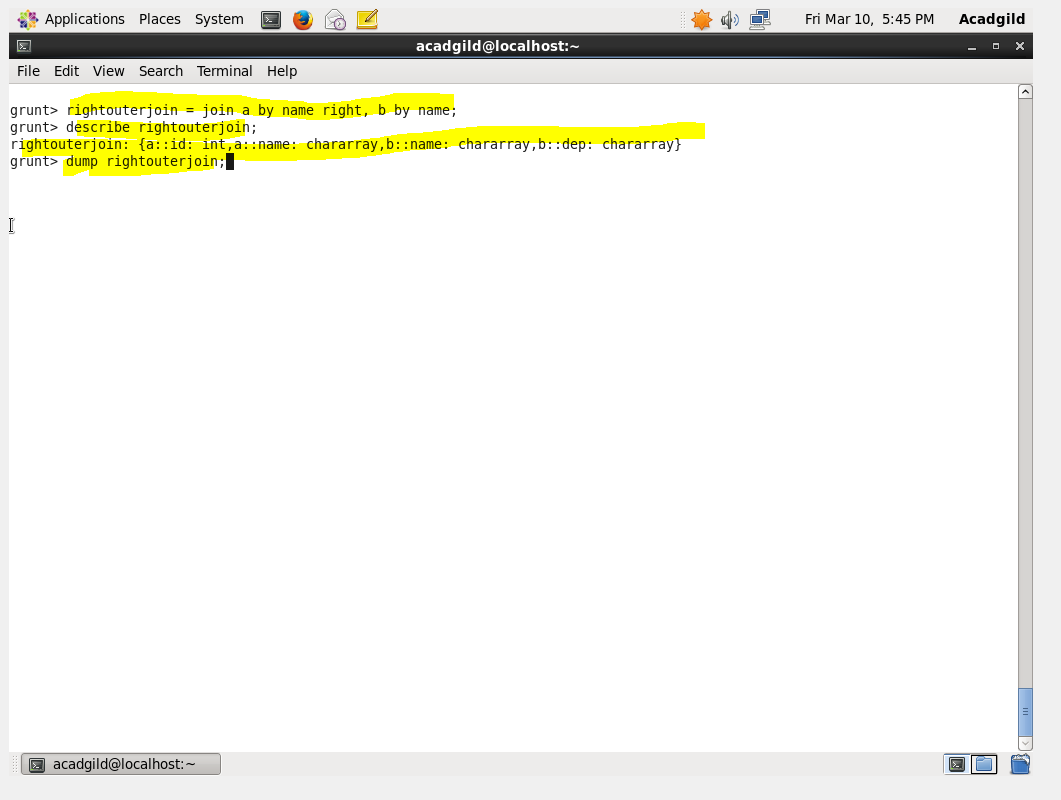 Applications Places System Fri Mar 10, 5:45 PM Acadgild
acadgild@localhost:~
File Edit View Search Terminal Help
grunt> rightouterjoin = join a by name right, b by name;
grunt> describe rightouterjoin;
rightouterjoin: {a::id: int,a::name: chararray,b::name: chararray,b::dep: chararray}
grunt> dump rightouterjoin;
acadgild@localhost:~